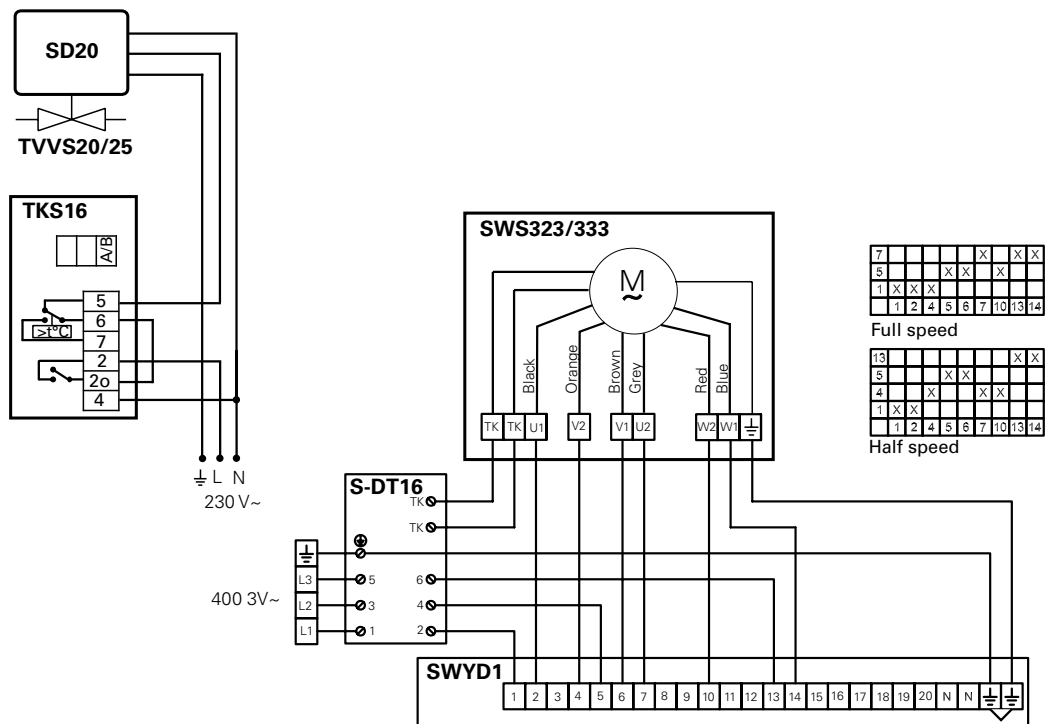 SD20
TVVS20/25
TKS16
A/B
5
6
>t°C
7
2
2o
4
L N
230 V~
SWS323/333
M
~
Black
Orange
Brown
Grey
Red
Blue
TK TK U1 V2 V1 U2 W2 W1
7 X X X
5 X X X
1 X X X
1 2 4 5 6 7 10 13 14
Full speed
13 X X
5 X X
4 X X X
1 X X
1 2 4 5 6 7 10 13 14
Half speed
S-DT16
TK
TK
400 3V~
L3 5 6
L2 3 4
L1 1 2
SWYD1
1 2 3 4 5 6 7 8 9 10 11 12 13 14 15 16 17 18 19 20 N N